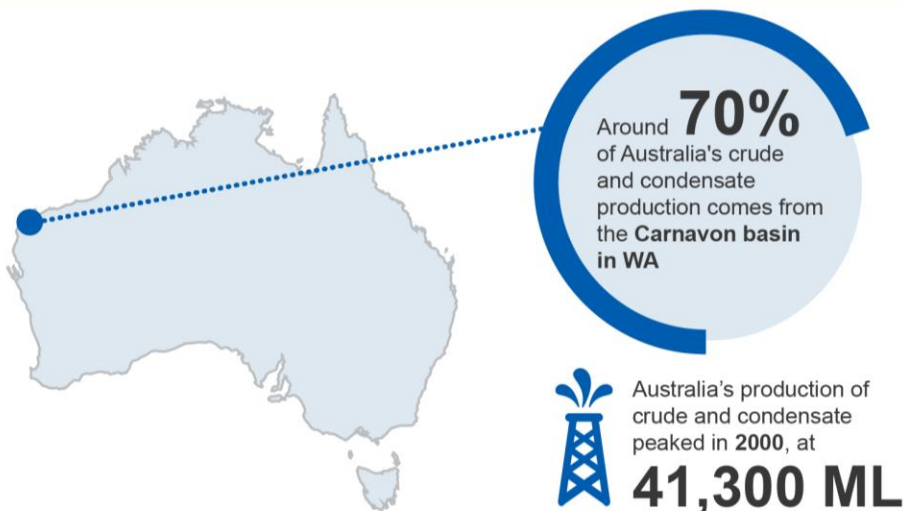 Around 70%
of Australia's crude
and condensate
production comes from
the Carnavon basin
in WA
Australia's production of
crude and condensate
peaked in 2000, at
41,300 ML